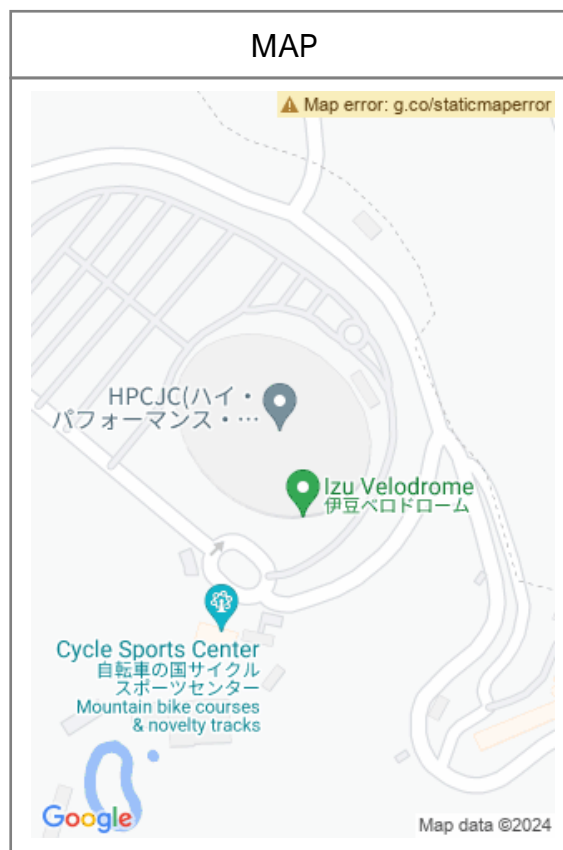 MAP
Map error: g.co/staticmaperror
HPCJC(ハイ・
パフォーマンス・…
Izu Velodrome
伊豆ベロドローム
Cycle Sports Center
自転車の国サイクル
スポーツセンター
Mountain bike courses
& novelty tracks
Google
Map data ©2024